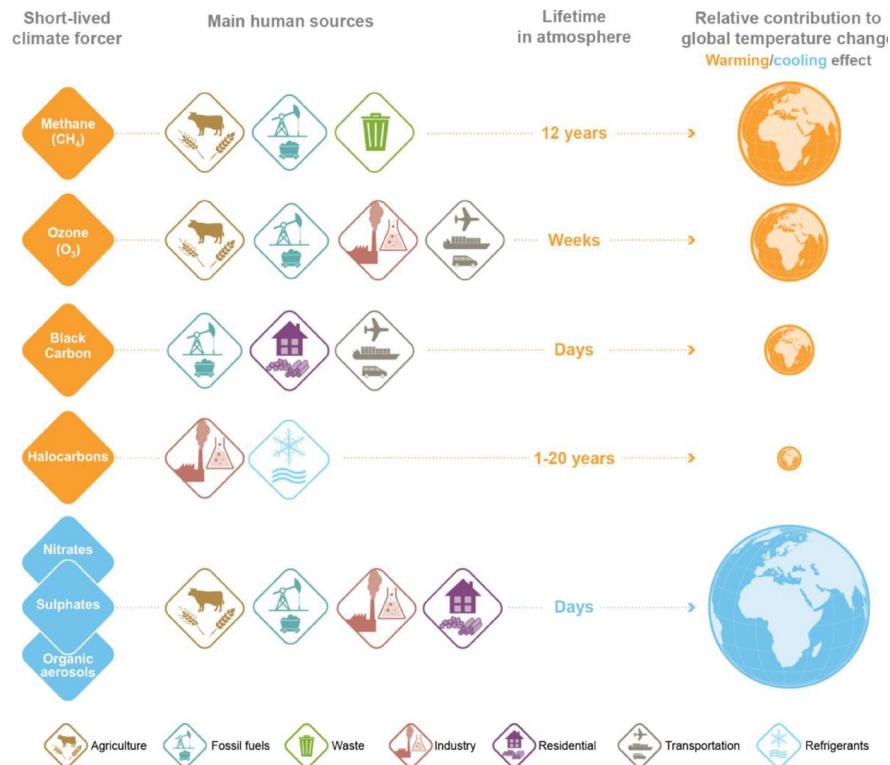 Short-lived
climate forcer
Main human sources
Lifetime
in atmosphere
Relative contribution to
global temperature change
Warming/cooling effect
Methane
(CH₄)
12 years
Ozone
(O₃)
Weeks
Black
Carbon
Days
Halocarbons
1-20 years
Nitrates
Sulphates
Organic
aerosols
Days
Agriculture
Fossil fuels
Waste
Industry
Residential
Transportation
Refrigerants